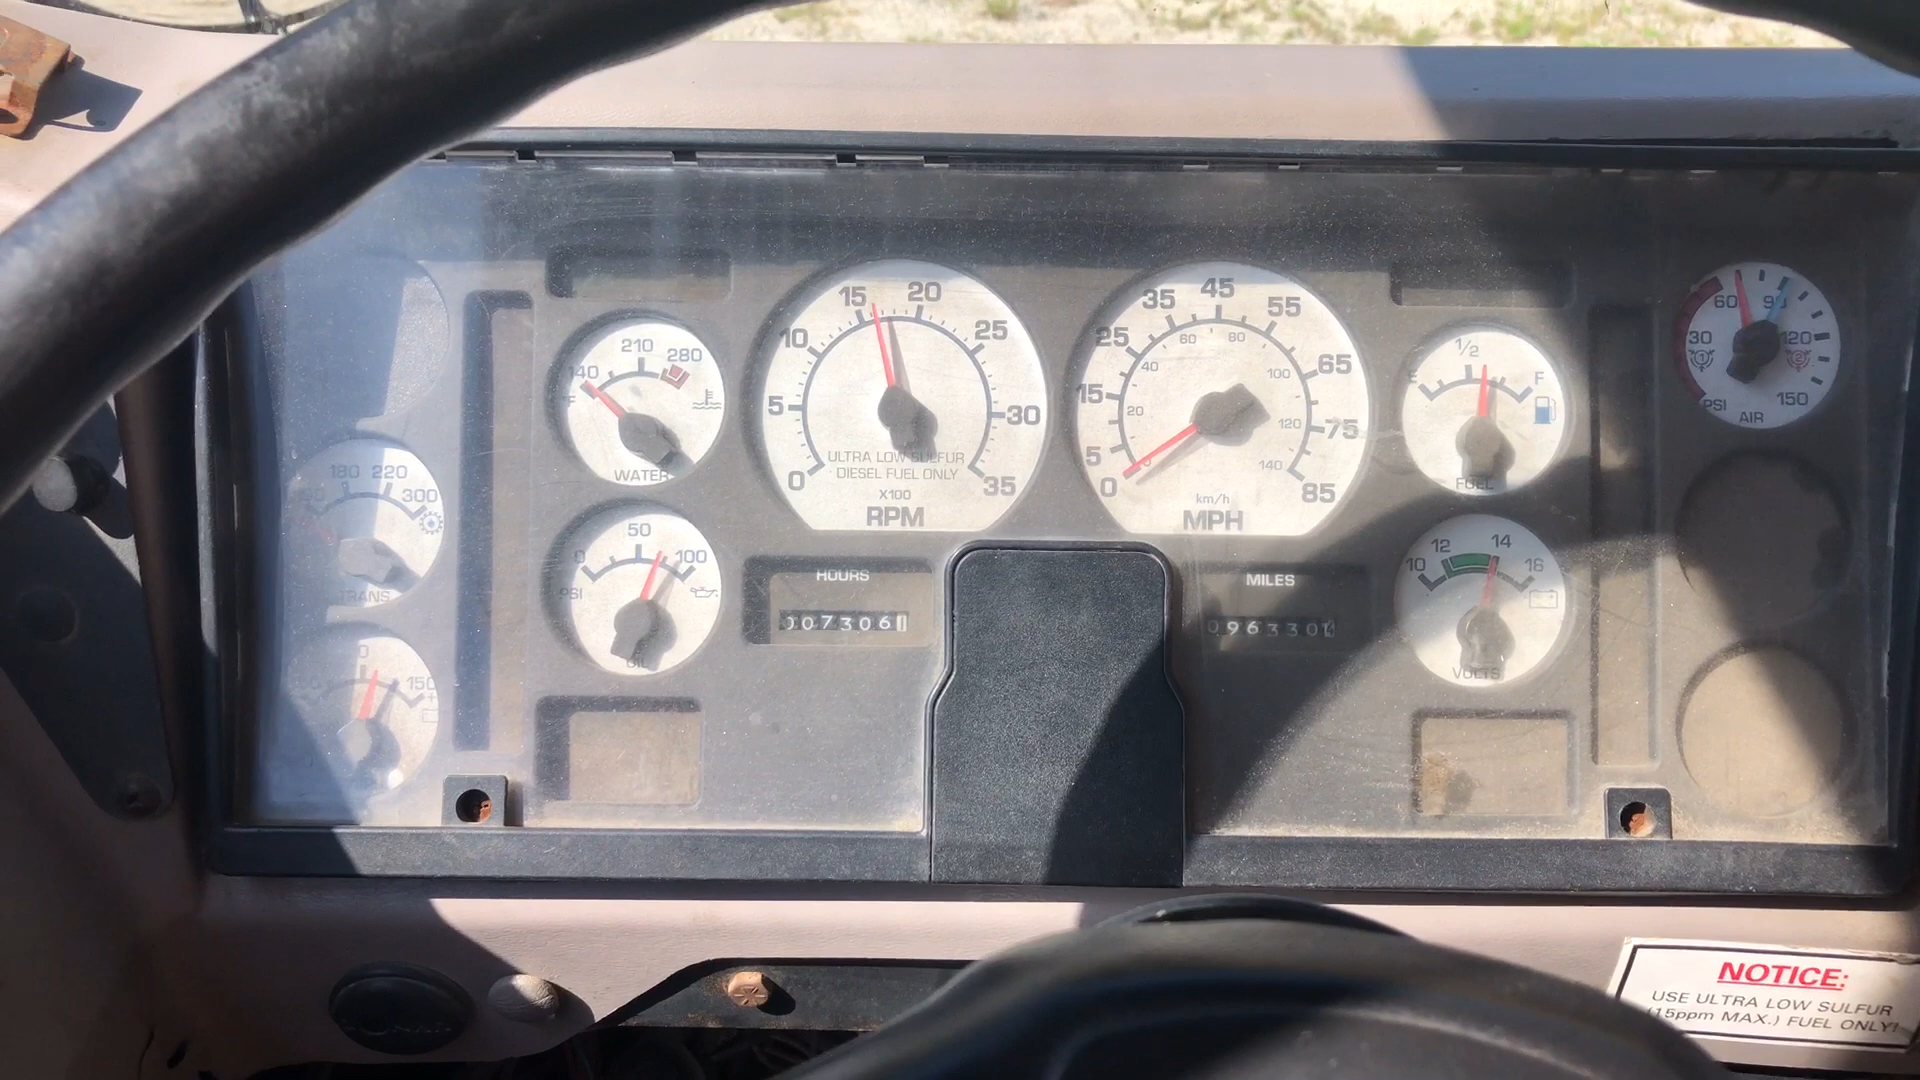 180 220
300
TRANS
0
150
210
140
280
WATER
0
50
100
PSI
OIL
0
5
10
15
20
25
30
35
ULTRA LOW SULFUR
DIESEL FUEL ONLY
X100
RPM
HOURS
0
5
15
25
35
45
55
65
75
85
20
40
60
80
100
120
140
km/h
MPH
MILES
1/2
F
FUEL
10
12
14
16
VOLTS
30
60
90
120
150
1
2
PSI
AIR
NOTICE:
USE ULTRA LOW SULFUR
(15ppm MAX.) FUEL ONLY!